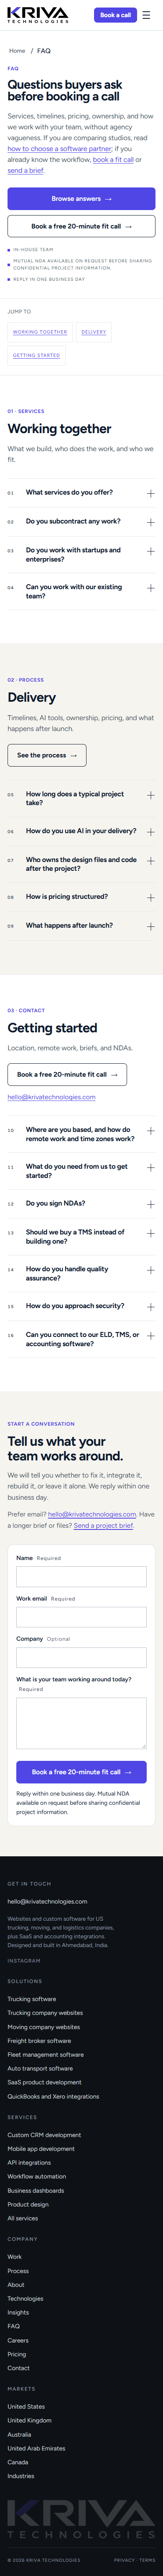 KRIVA
TECHNOLOGIES
Book a call
Home / FAQ
FAQ
Questions buyers ask
before booking a call
Services, timelines, pricing, ownership, and how
we work with your team, without agency
vagueness. If you are comparing studios, read
how to choose a software partner; if you
already know the workflow, book a fit call or
send a brief.
Browse answers →
Book a free 20-minute fit call →
IN-HOUSE TEAM
MUTUAL NDA AVAILABLE ON REQUEST BEFORE SHARING
CONFIDENTIAL PROJECT INFORMATION.
REPLY IN ONE BUSINESS DAY
JUMP TO
WORKING TOGETHER
DELIVERY
GETTING STARTED
01 · SERVICES
Working together
What we build, who does the work, and who we
fit.
01 What services do you offer?
02 Do you subcontract any work?
03 Do you work with startups and
enterprises?
04 Can you work with our existing
team?
02 · PROCESS
Delivery
Timelines, AI tools, ownership, pricing, and what
happens after launch.
See the process →
05 How long does a typical project
take?
06 How do you use AI in your delivery?
07 Who owns the design files and code
after the project?
08 How is pricing structured?
09 What happens after launch?
03 · CONTACT
Getting started
Location, remote work, briefs, and NDAs.
Book a free 20-minute fit call →
hello@krivatechnologies.com
10 Where are you based, and how do
remote work and time zones work?
11 What do you need from us to get
started?
12 Do you sign NDAs?
13 Should we buy a TMS instead of
building one?
14 How do you handle quality
assurance?
15 How do you approach security?
16 Can you connect to our ELD, TMS, or
accounting software?
START A CONVERSATION
Tell us what your
team works around.
We will tell you whether to fix it, integrate it,
rebuild it, or leave it alone. We reply within one
business day.
Prefer email? hello@krivatechnologies.com. Have
a longer brief or files? Send a project brief.
Name Required
Work email Required
Company Optional
What is your team working around today?
Required
Book a free 20-minute fit call →
Reply within one business day. Mutual NDA
available on request before sharing confidential
project information.
GET IN TOUCH
hello@krivatechnologies.com
Websites and custom software for US
trucking, moving, and logistics companies,
plus SaaS and accounting integrations.
Designed and built in Ahmedabad, India.
INSTAGRAM
SOLUTIONS
Trucking software
Trucking company websites
Moving company websites
Freight broker software
Fleet management software
Auto transport software
SaaS product development
QuickBooks and Xero integrations
SERVICES
Custom CRM development
Mobile app development
API integrations
Workflow automation
Business dashboards
Product design
All services
COMPANY
Work
Process
About
Technologies
Insights
FAQ
Careers
Pricing
Contact
MARKETS
United States
United Kingdom
Australia
United Arab Emirates
Canada
Industries
KRIVA
TECHNOLOGIES
© 2026 KRIVA TECHNOLOGIES
PRIVACY · TERMS